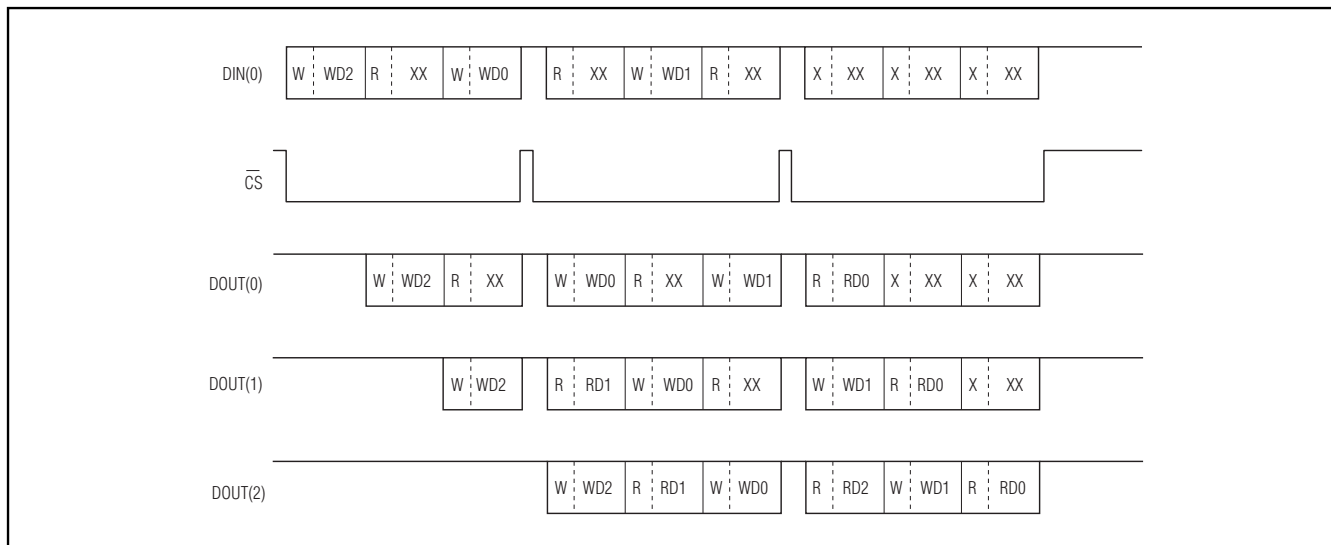 DIN(0) W WD2 R XX W WD0 R XX W WD1 R XX X XX X XX X XX
C̅S̅
DOUT(0) W WD2 R XX W WD0 R XX W WD1 R RD0 X XX X XX
DOUT(1) W WD2 R RD1 W WD0 R XX W WD1 R RD0 X XX
DOUT(2) W WD2 R RD1 W WD0 R RD2 W WD1 R RD0